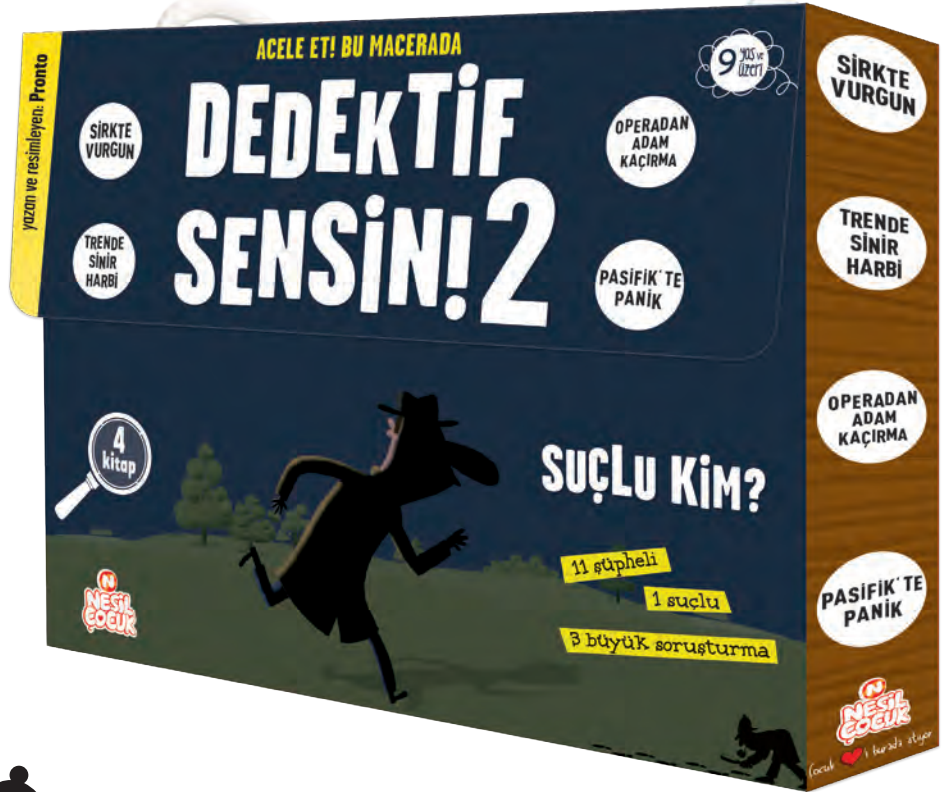 yazan ve resimleyen: Pronto
ACELE ET! BU MACERADA
DEDEKTİF
SENSİN! 2
9 yaş ve
üzeri
SİRKTE
VURGUN
OPERADAN
ADAM
KAÇIRMA
TRENDE
SİNİR
HARBİ
PASİFİK'TE
PANİK
4
kitap
SUÇLU KİM?
11 şüpheli
1 suçlu
3 büyük soruşturma
N
NESİL
ÇOCUK
SİRKTE
VURGUN
TRENDE
SİNİR
HARBİ
OPERADAN
ADAM
KAÇIRMA
PASİFİK'TE
PANİK
N
NESİL
ÇOCUK
Çocuk ❤'i burada atıyor